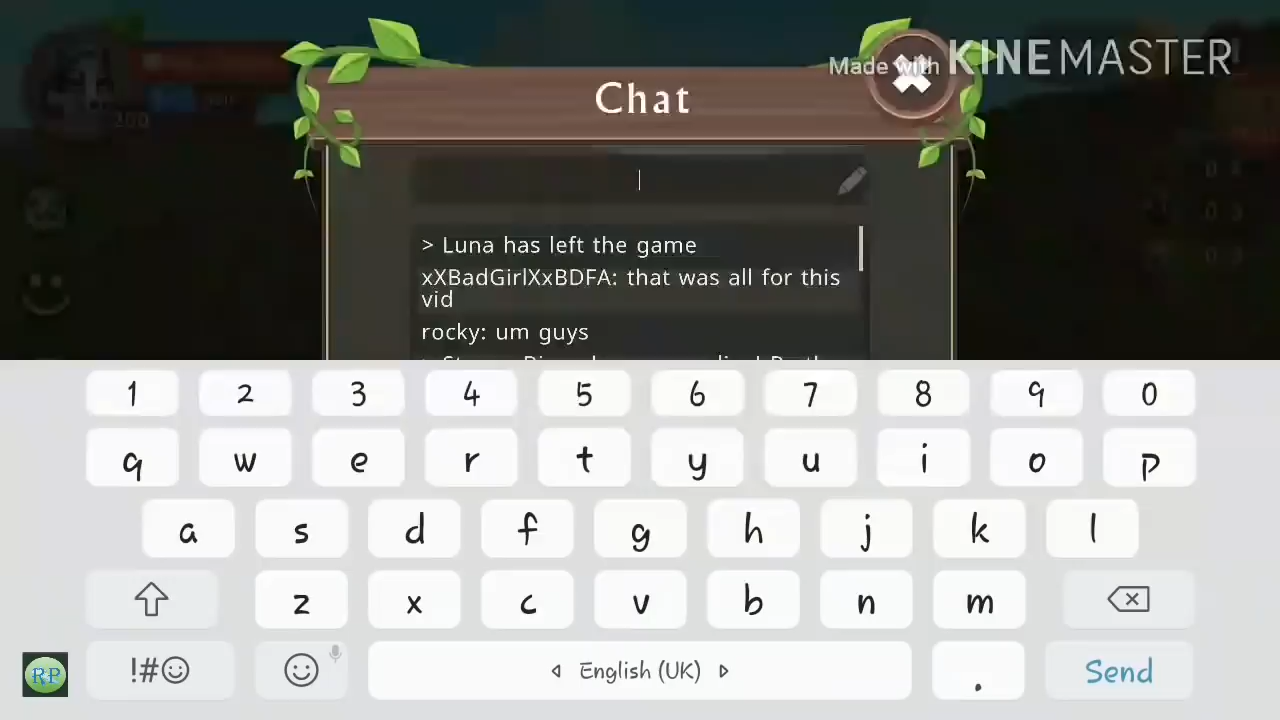 Made with KINEMASTER
Chat
> Luna has left the game
xXBadGirlXxBDFA: that was all for this
vid
rocky: um guys
1 2 3 4 5 6 7 8 9 0
q w e r t y u i o p
a s d f g h j k l
z x c v b n m
!#☺ English (UK) . Send
RP